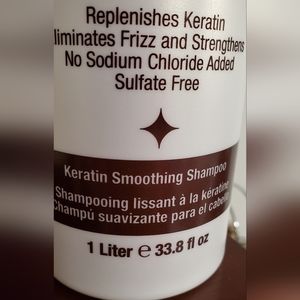 Replenishes Keratin
liminates Frizz and Strengthens
No Sodium Chloride Added
Sulfate Free
Keratin Smoothing Shampoo
Shampooing lissant à la kératine
Champú suavizante para el cabel
1 Liter ℮ 33.8 fl oz